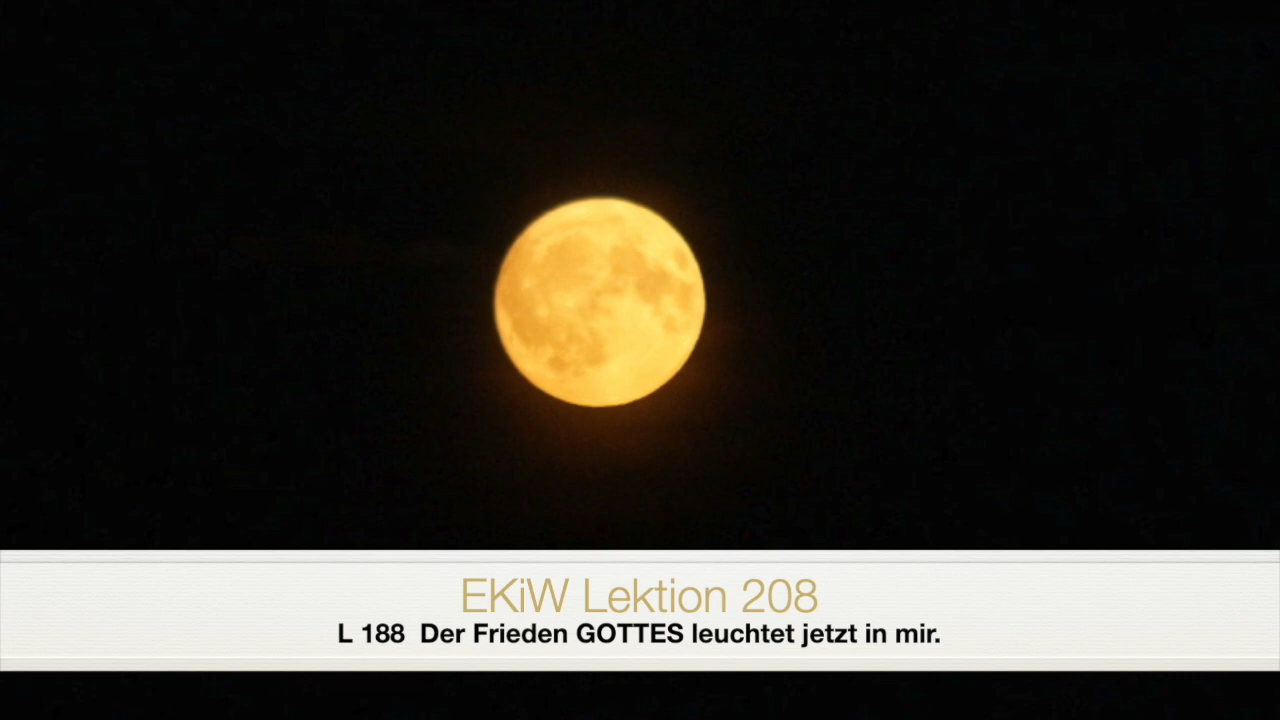 EKiW Lektion 208
L 188 Der Frieden GOTTES leuchtet jetzt in mir.